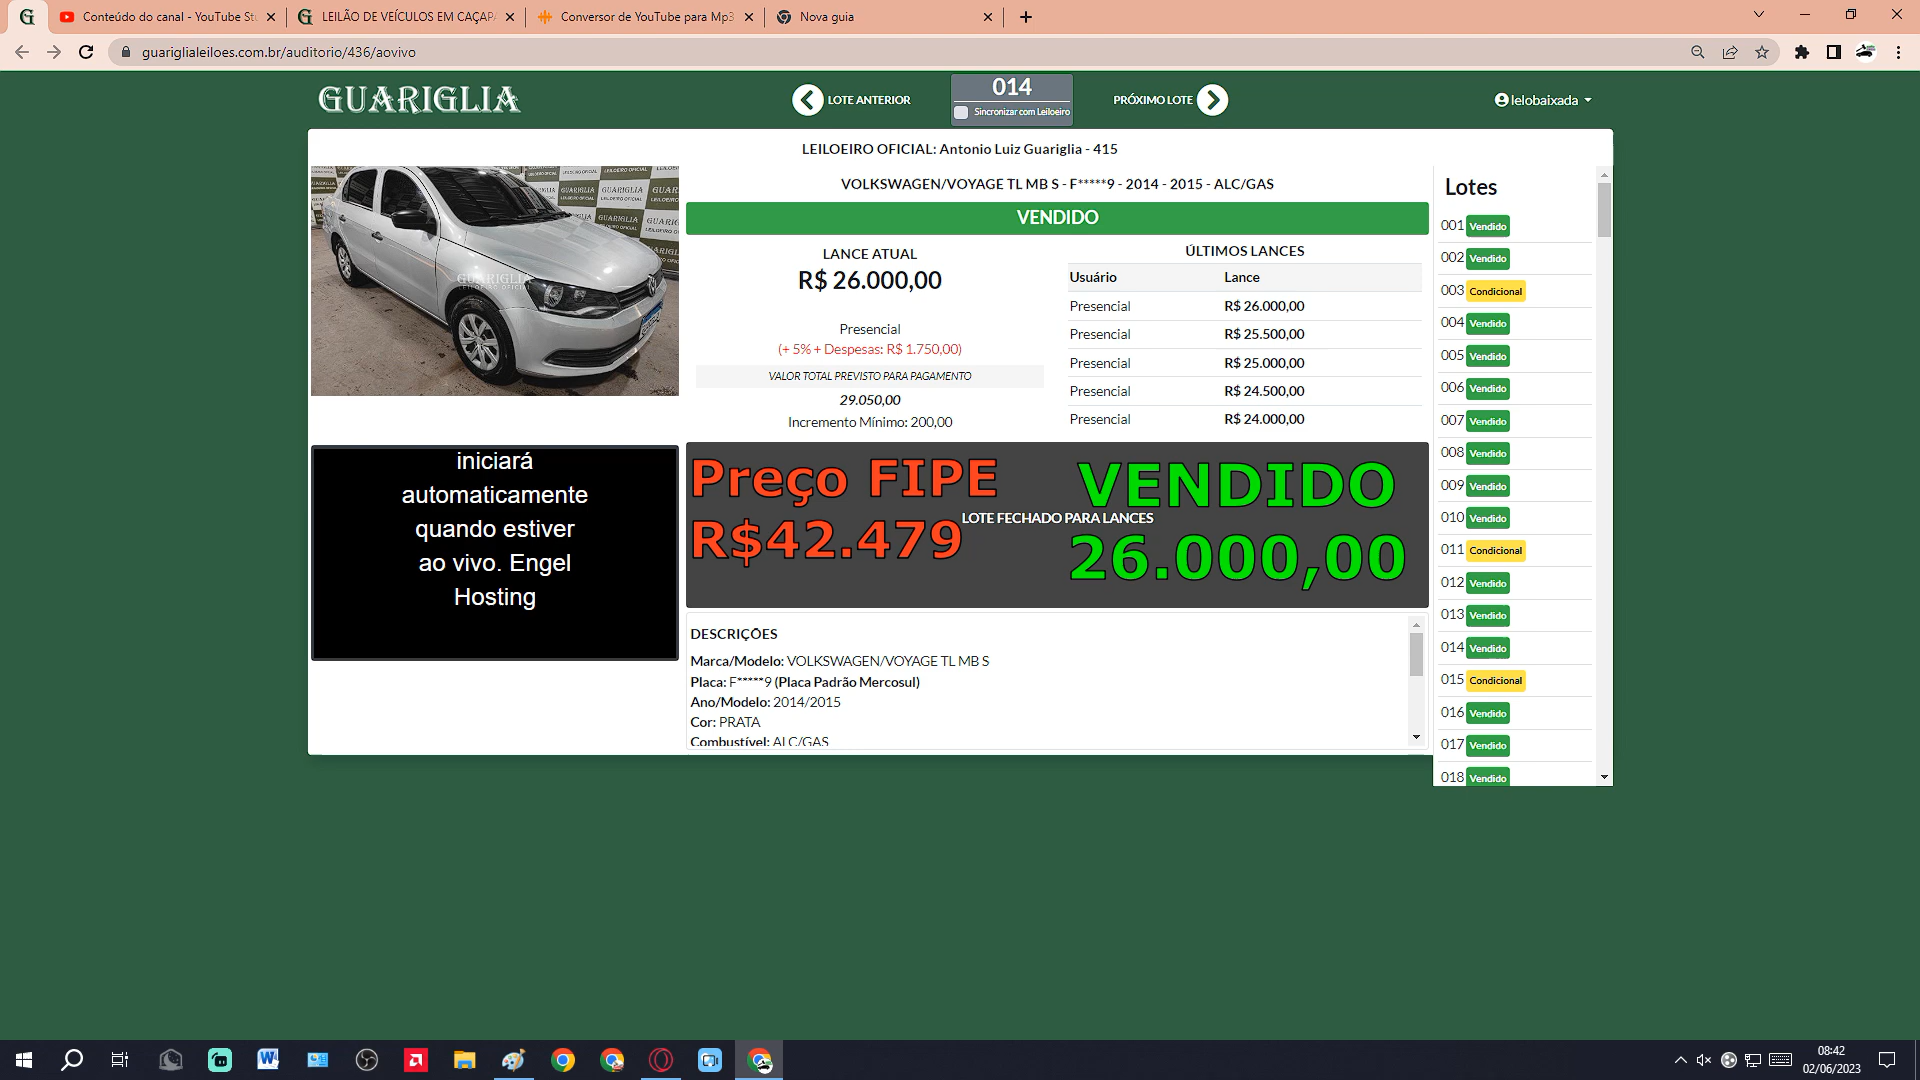 Conteúdo do canal - YouTube St
LEILÃO DE VEÍCULOS EM CAÇAPA
Conversor de YouTube para Mp3
Nova guia
guariglialeiloes.com.br/auditorio/436/aovivo
GUARIGLIA
LOTE ANTERIOR
014
Sincronizar com Leiloeiro
PRÓXIMO LOTE
lelobaixada
LEILOEIRO OFICIAL: Antonio Luiz Guariglia - 415
VOLKSWAGEN/VOYAGE TL MB S - F*****9 - 2014 - 2015 - ALC/GAS
VENDIDO
LANCE ATUAL
R$ 26.000,00
Presencial
(+ 5% + Despesas: R$ 1.750,00)
VALOR TOTAL PREVISTO PARA PAGAMENTO
29.050,00
Incremento Mínimo: 200,00
ÚLTIMOS LANCES
Usuário Lance
Presencial R$ 26.000,00
Presencial R$ 25.500,00
Presencial R$ 25.000,00
Presencial R$ 24.500,00
Presencial R$ 24.000,00
GUARIGLIA
LEILOEIRO OFICIAL
iniciará
automaticamente
quando estiver
ao vivo. Engel
Hosting
Preço FIPE
R$42.479
LOTE FECHADO PARA LANCES
VENDIDO
26.000,00
DESCRIÇÕES
Marca/Modelo: VOLKSWAGEN/VOYAGE TL MB S
Placa: F*****9 (Placa Padrão Mercosul)
Ano/Modelo: 2014/2015
Cor: PRATA
Combustível: ALC/GAS
Lotes
001 Vendido
002 Vendido
003 Condicional
004 Vendido
005 Vendido
006 Vendido
007 Vendido
008 Vendido
009 Vendido
010 Vendido
011 Condicional
012 Vendido
013 Vendido
014 Vendido
015 Condicional
016 Vendido
017 Vendido
018 Vendido
08:42
02/06/2023